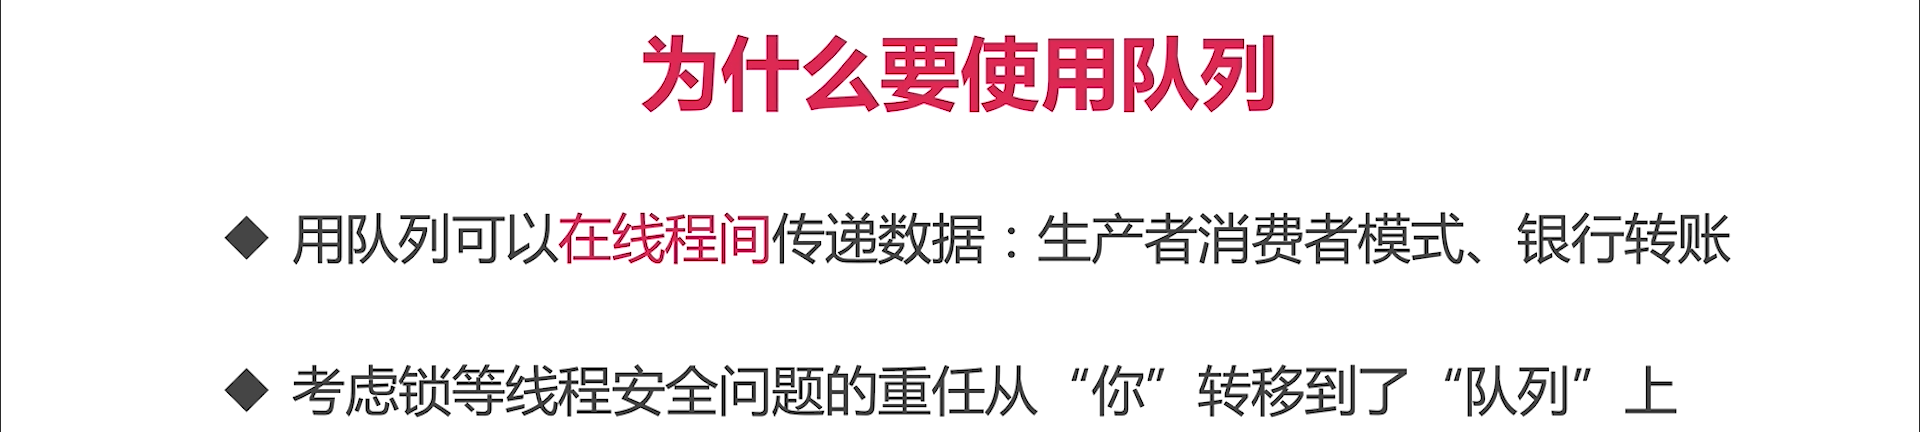 为什么要使用队列
◆ 用队列可以在线程间传递数据：生产者消费者模式、银行转账
◆ 考虑锁等线程安全问题的重任从“你”转移到了“队列”上